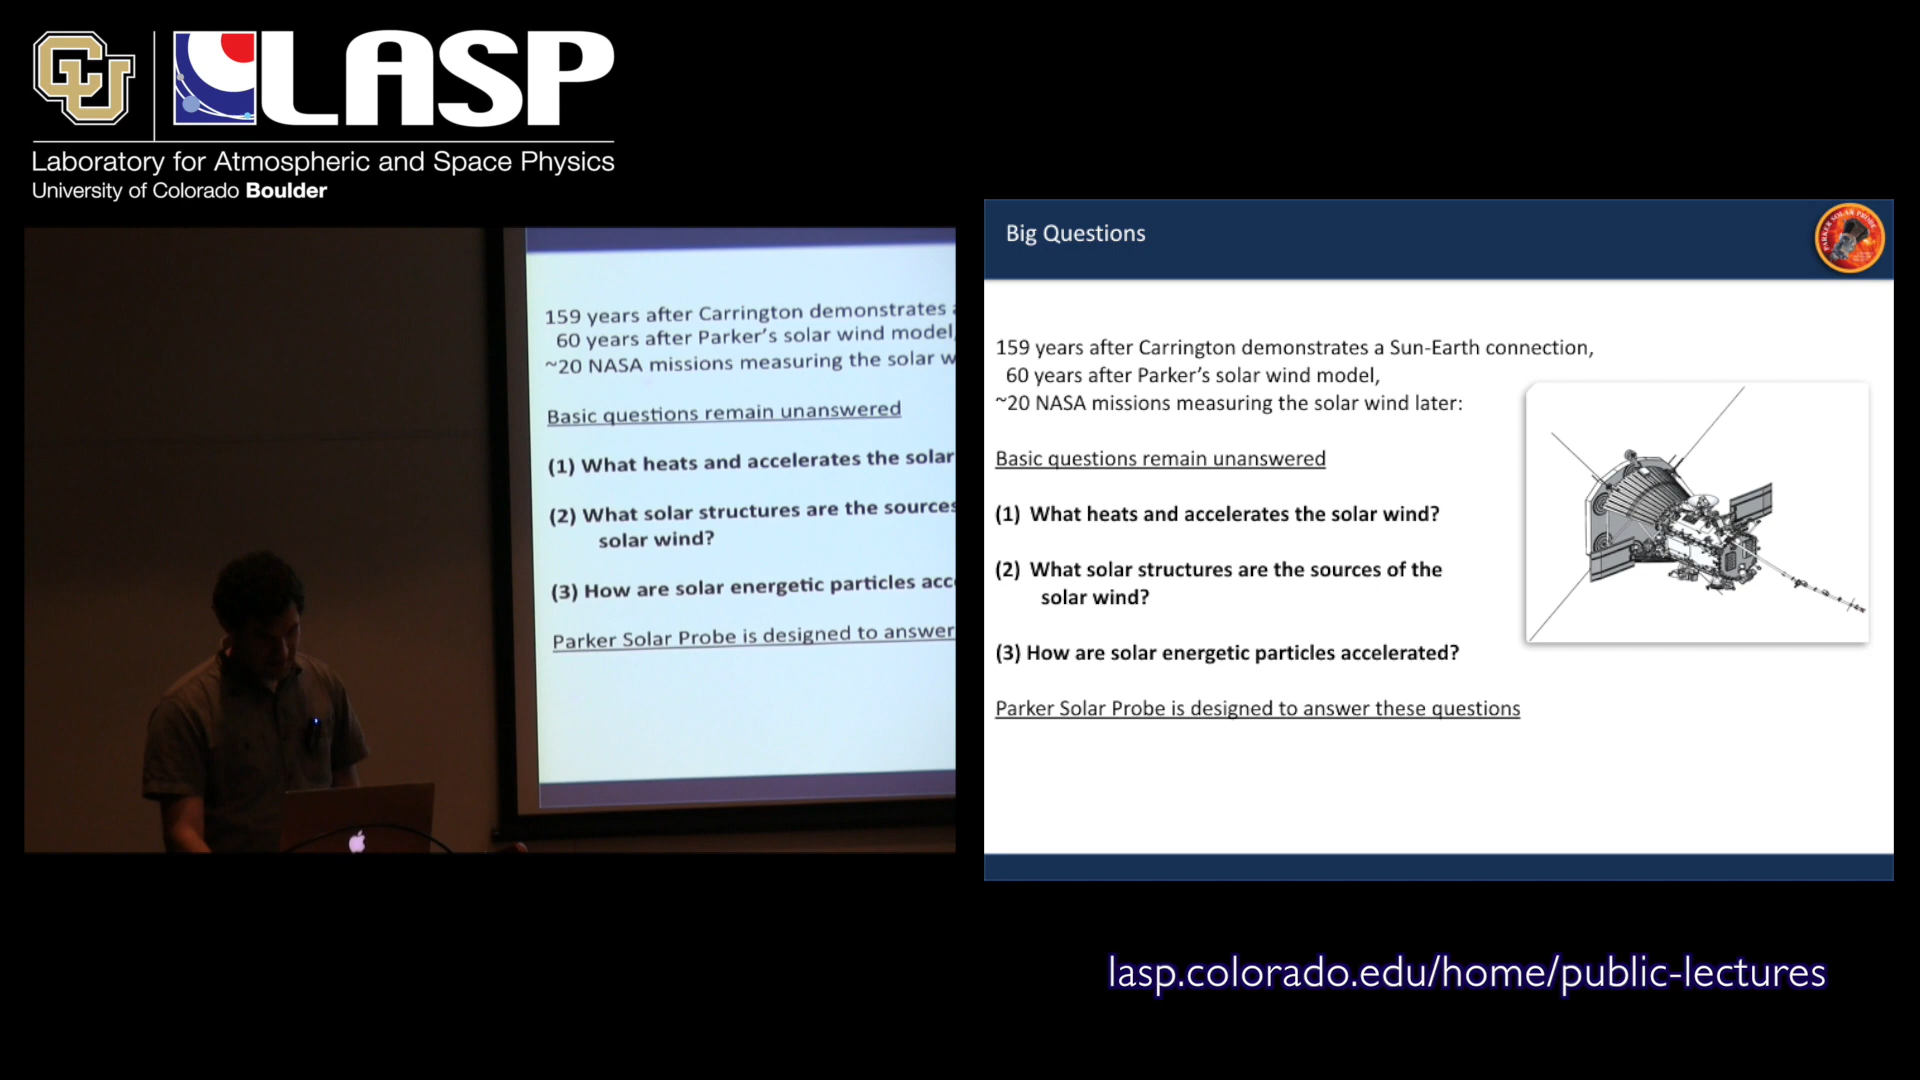 CU LASP
Laboratory for Atmospheric and Space Physics
University of Colorado Boulder
159 years after Carrington demonstrates
60 years after Parker's solar wind model,
~20 NASA missions measuring the solar w
Basic questions remain unanswered
(1) What heats and accelerates the solar
(2) What solar structures are the sources
solar wind?
(3) How are solar energetic particles acc
Parker Solar Probe is designed to answer
Big Questions
PARKER SOLAR PROBE
159 years after Carrington demonstrates a Sun-Earth connection,
60 years after Parker's solar wind model,
~20 NASA missions measuring the solar wind later:
Basic questions remain unanswered
(1) What heats and accelerates the solar wind?
(2) What solar structures are the sources of the
solar wind?
(3) How are solar energetic particles accelerated?
Parker Solar Probe is designed to answer these questions
lasp.colorado.edu/home/public-lectures